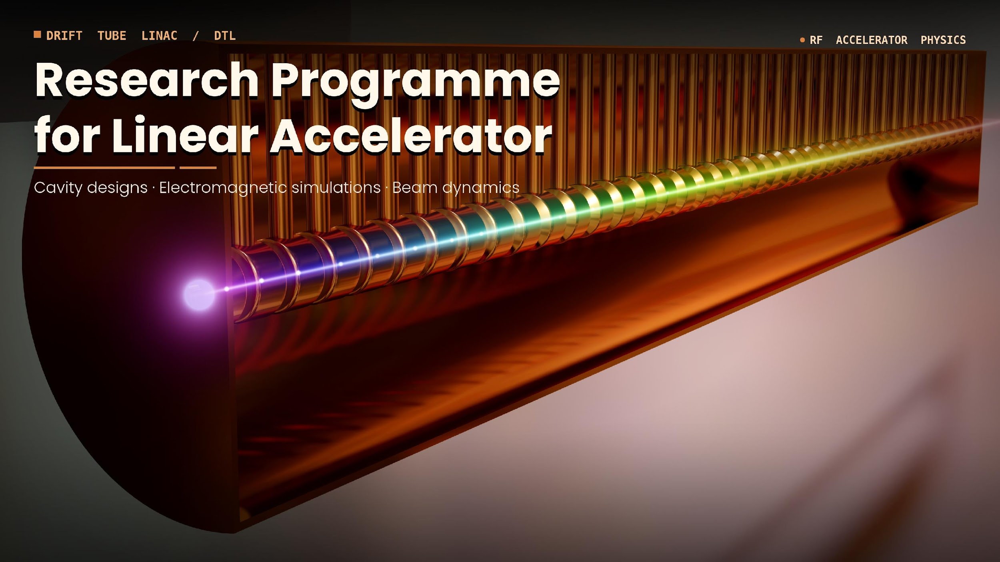 DRIFT TUBE LINAC / DTL
RF ACCELERATOR PHYSICS
Research Programme
for Linear Accelerator
Cavity designs · Electromagnetic simulations · Beam dynamics